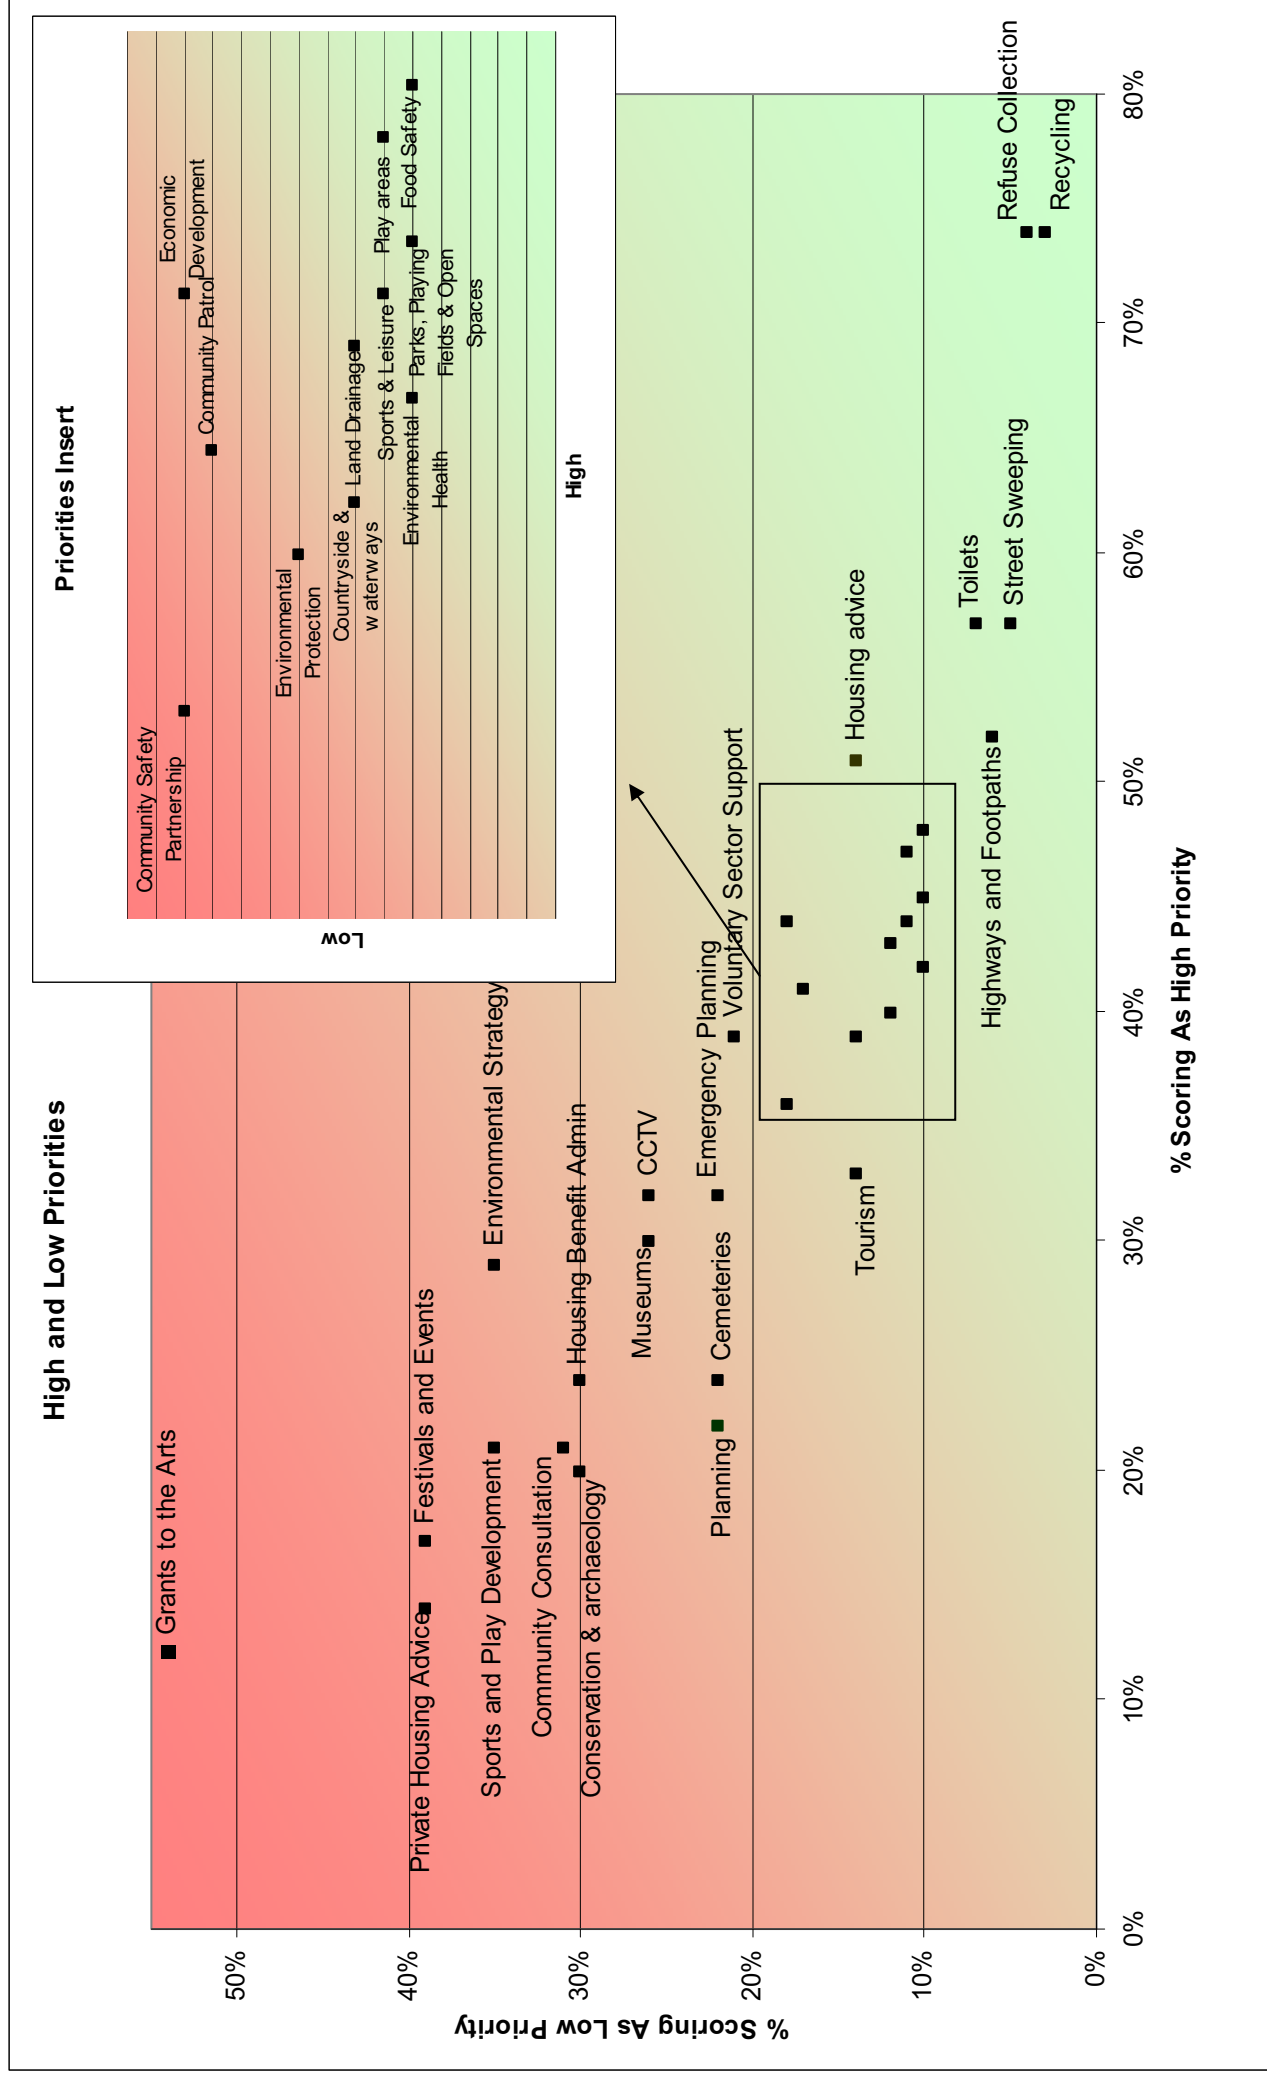 High and Low Priorities
Priorities Insert
Community Safety
Partnership
Economic
Development
Community Patrol
Environmental
Protection
Countryside &
waterways
Land Drainage
Sports & Leisure
Play areas
Environmental
Health
Parks, Playing
Fields & Open
Spaces
Food Safety
Low
High
Grants to the Arts
Private Housing Advice
Festivals and Events
Sports and Play Development
Environmental Strategy
Community Consultation
Housing Benefit Admin
Conservation & archaeology
Museums
CCTV
Planning
Cemeteries
Emergency Planning
Voluntary Sector Support
Tourism
Housing advice
Highways and Footpaths
Toilets
Street Sweeping
Refuse Collection
Recycling
50%
40%
30%
20%
10%
0%
% Scoring As Low Priority
0%
10%
20%
30%
40%
50%
60%
70%
80%
% Scoring As High Priority